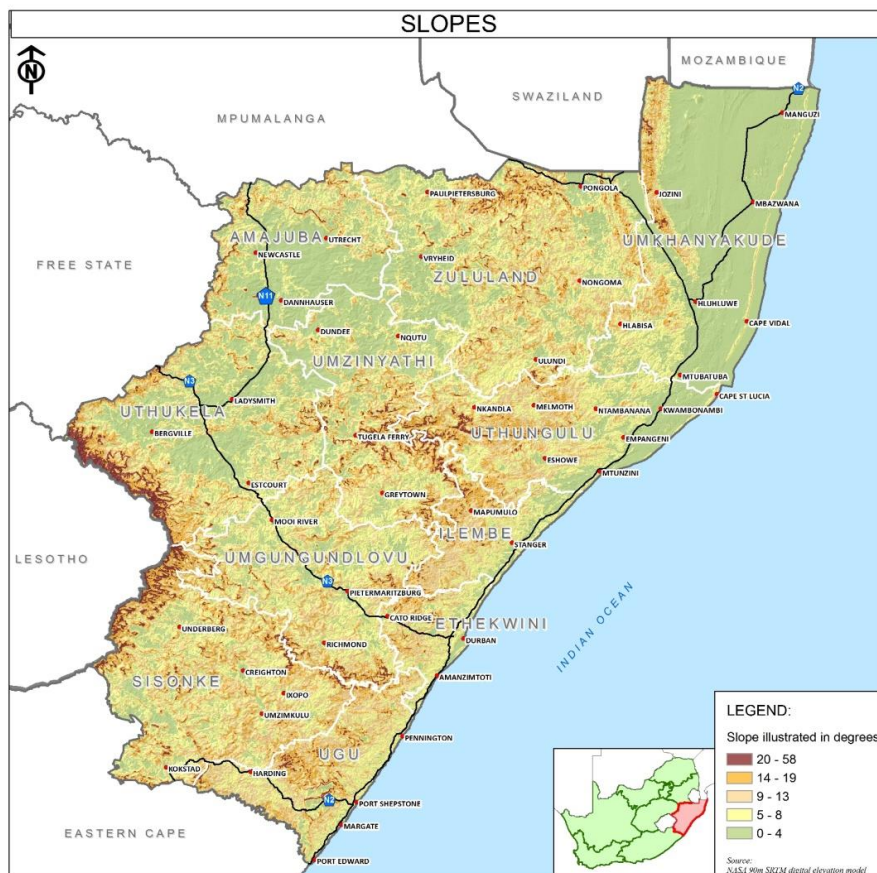 SLOPES
N
MOZAMBIQUE
SWAZILAND
MPUMALANGA
N2
MANGUZI
PAULPIETERSBURG
PONGOLA
JOZINI
MBAZWANA
AMAJUBA
UTRECHT
UMKHANYAKUDE
NEWCASTLE
VRYHEID
FREE STATE
ZULULAND
NONGOMA
N11
DANNHAUSER
HLUHLUWE
HLABISA
CAPE VIDAL
DUNDEE
NQUTU
UMZINYATHI
ULUNDI
MTUBATUBA
N3
LADYSMITH
CAPE ST LUCIA
UTHUKELA
NKANDLA
MELMOTH
NTAMBANANA
KWAMBONAMBI
BERGVILLE
TUGELA FERRY
UTHUNGULU
EMPANGENI
ESHOWE
MTUNZINI
ESTCOURT
GREYTOWN
MAPUMULO
MOOI RIVER
ILEMBE
STANGER
LESOTHO
UMGUNGUNDLOVU
N3
PIETERMARITZBURG
CATO RIDGE
ETHEKWINI
INDIAN OCEAN
UNDERBERG
DURBAN
RICHMOND
CREIGHTON
AMANZIMTOTI
SISONKE
IXOPO
UMZIMKULU
PENNINGTON
UGU
KOKSTAD
HARDING
N2
PORT SHEPSTONE
MARGATE
EASTERN CAPE
PORT EDWARD
LEGEND:
Slope illustrated in degrees
20 - 58
14 - 19
9 - 13
5 - 8
0 - 4
Source:
NASA 90m SRTM digital elevation model